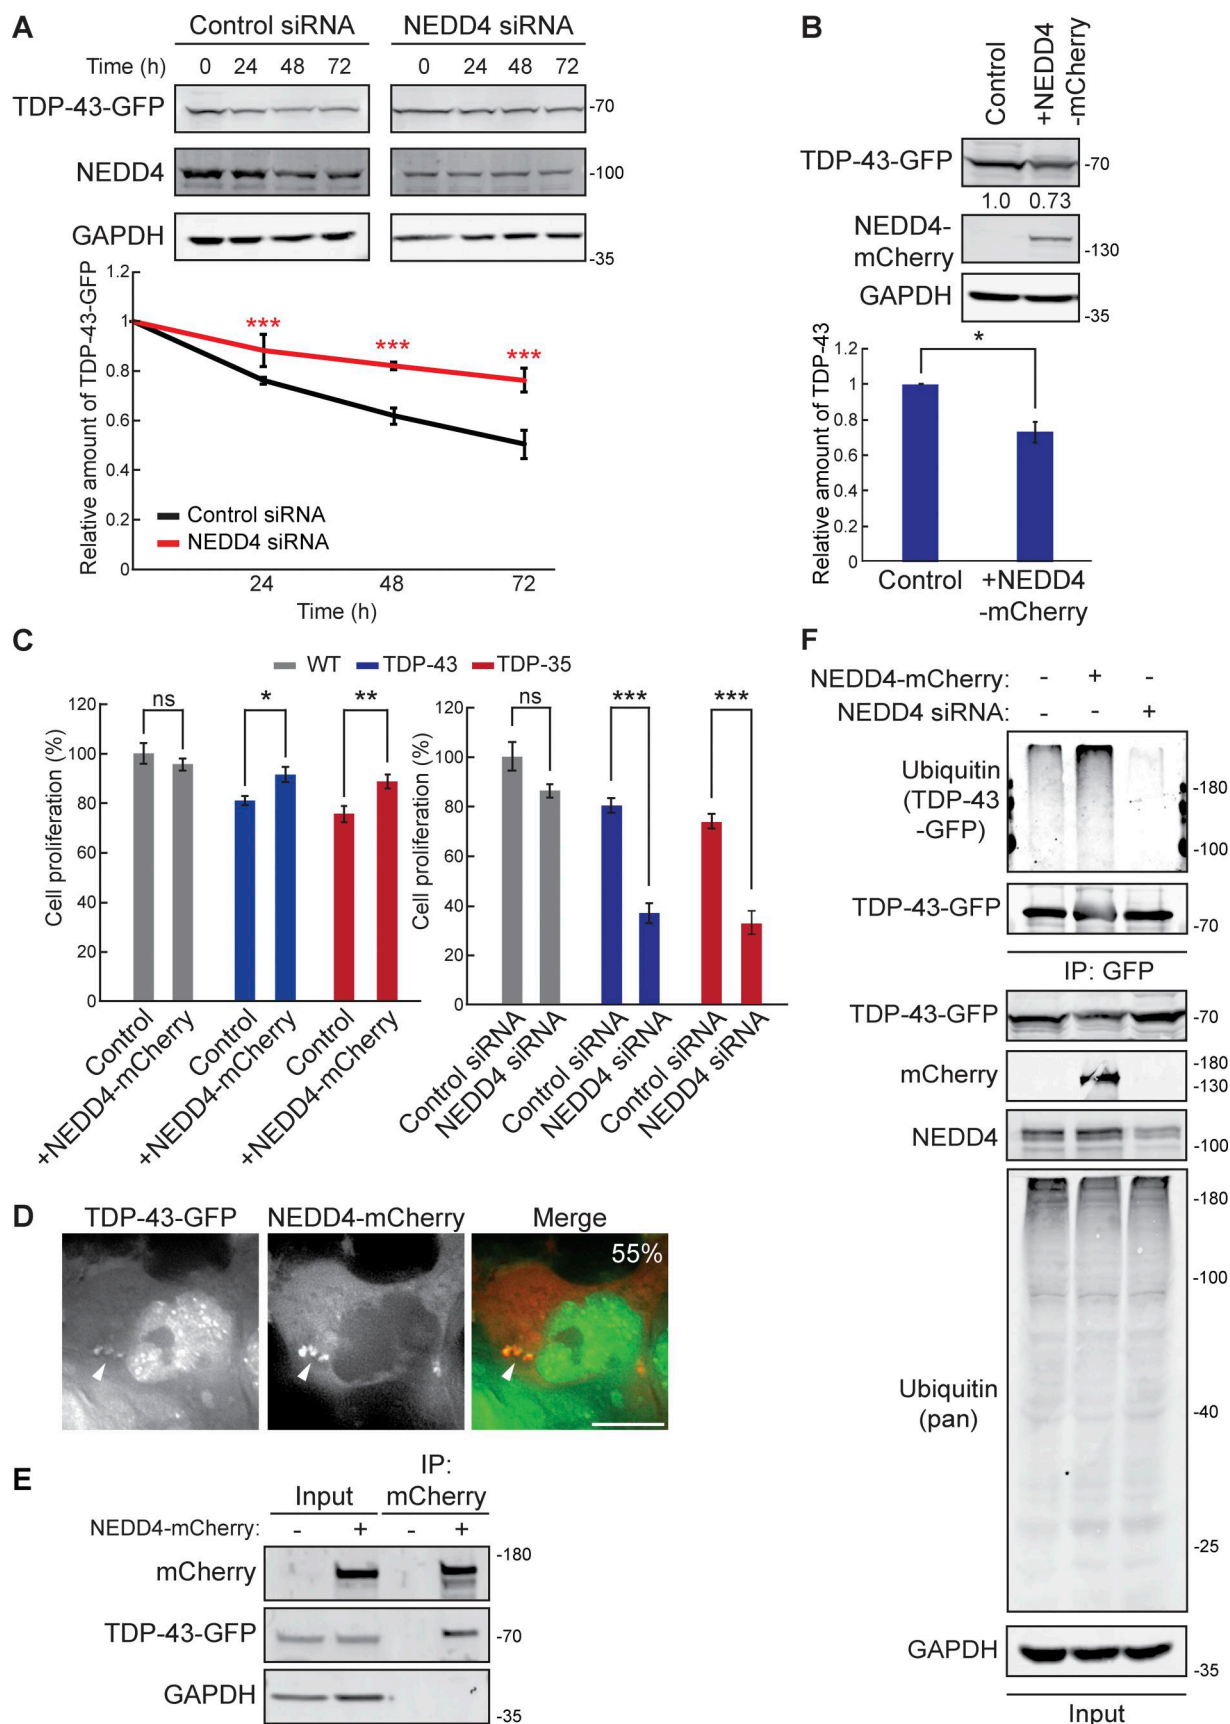 A
Control siRNA NEDD4 siRNA
Time (h) 0 24 48 72 0 24 48 72
TDP-43-GFP -70
NEDD4 -100
GAPDH -35
Relative amount of TDP-43-GFP
1.2
1
0.8
0.6
0.4
0.2
0
*** *** ***
Control siRNA
NEDD4 siRNA
24 48 72
Time (h)
B
Control +NEDD4 -mCherry
TDP-43-GFP -70
1.0 0.73
NEDD4-
mCherry -130
GAPDH -35
Relative amount of TDP-43
1.2
1
0.8
0.6
0.4
0.2
0
*
Control +NEDD4
-mCherry
C
WT TDP-43 TDP-35
Cell proliferation (%)
120
100
80
60
40
20
0
ns * **
Control +NEDD4-mCherry Control +NEDD4-mCherry Control +NEDD4-mCherry
Cell proliferation (%)
120
100
80
60
40
20
0
ns *** ***
Control siRNA NEDD4 siRNA Control siRNA NEDD4 siRNA Control siRNA NEDD4 siRNA
D
TDP-43-GFP NEDD4-mCherry Merge
55%
E
IP:
Input mCherry
NEDD4-mCherry: - + - +
mCherry -180
TDP-43-GFP -70
GAPDH -35
F
NEDD4-mCherry: - + -
NEDD4 siRNA: - - +
Ubiquitin
(TDP-43
-GFP)
-180
-100
TDP-43-GFP -70
IP: GFP
TDP-43-GFP -70
mCherry -180
-130
NEDD4 -100
Ubiquitin
(pan)
-180
-100
-40
-25
GAPDH -35
Input